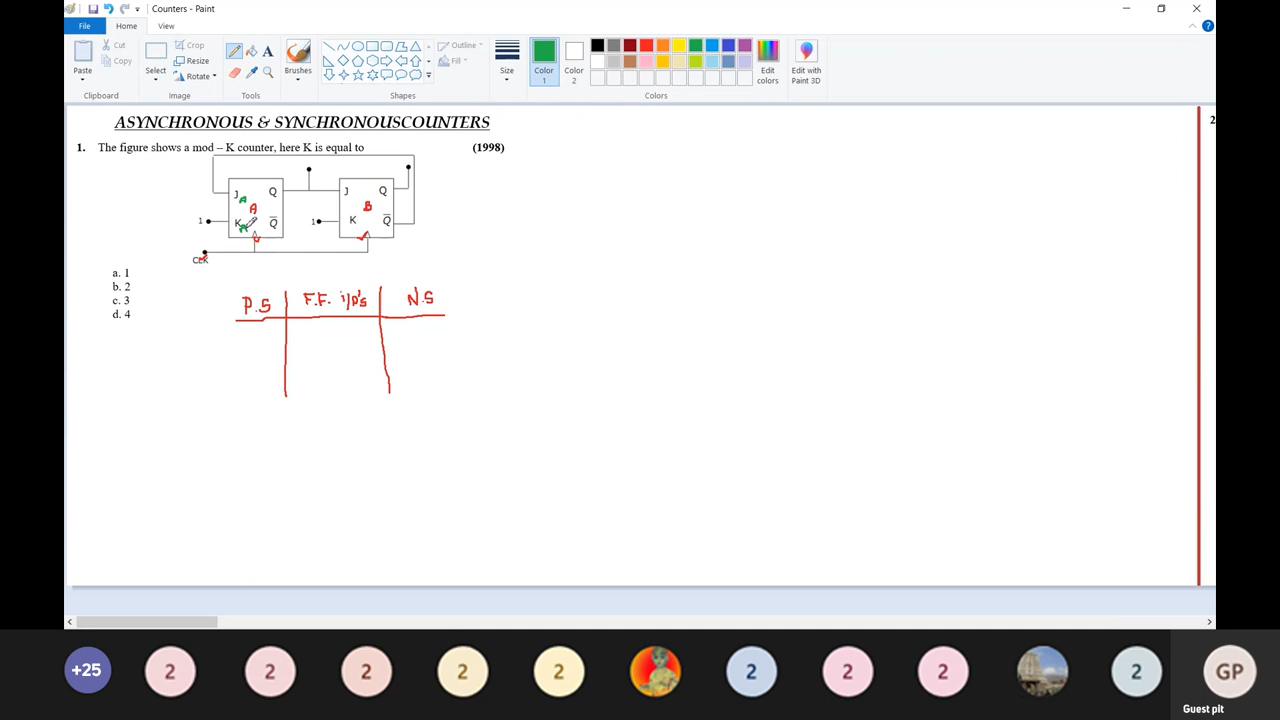 Counters - Paint
File Home View
Paste Cut Copy Select Crop Resize Rotate Brushes Outline Fill Size Color 1 Color 2 Edit colors Edit with Paint 3D
Clipboard Image Tools Shapes Colors
ASYNCHRONOUS & SYNCHRONOUSCOUNTERS
2
1. The figure shows a mod – K counter, here K is equal to (1998)
J A Q J Q
A B
1 K A Q̅ 1 K Q̅
CLK
a. 1
b. 2
c. 3
d. 4
P.S F.F. i/p's N.S
+25 2 2 2 2 2 2 2 2 2 GP
Guest pit